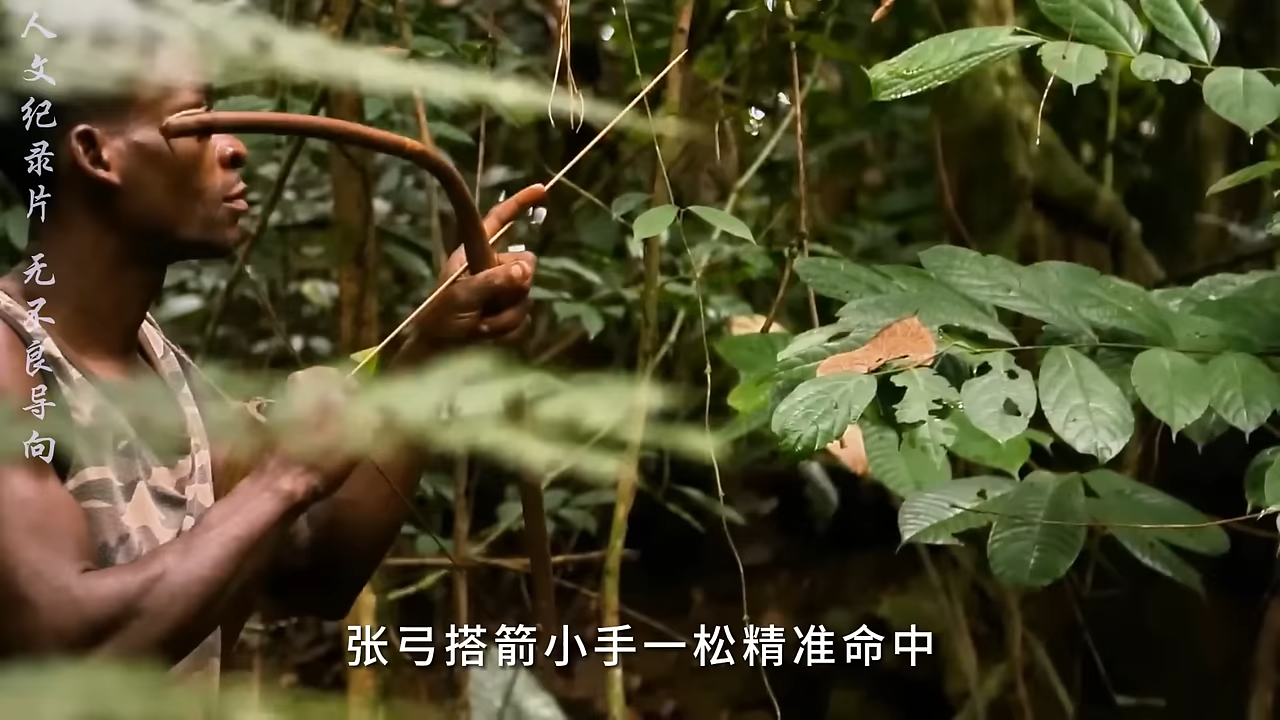 人文纪录片 无不良导向
张弓搭箭小手一松精准命中